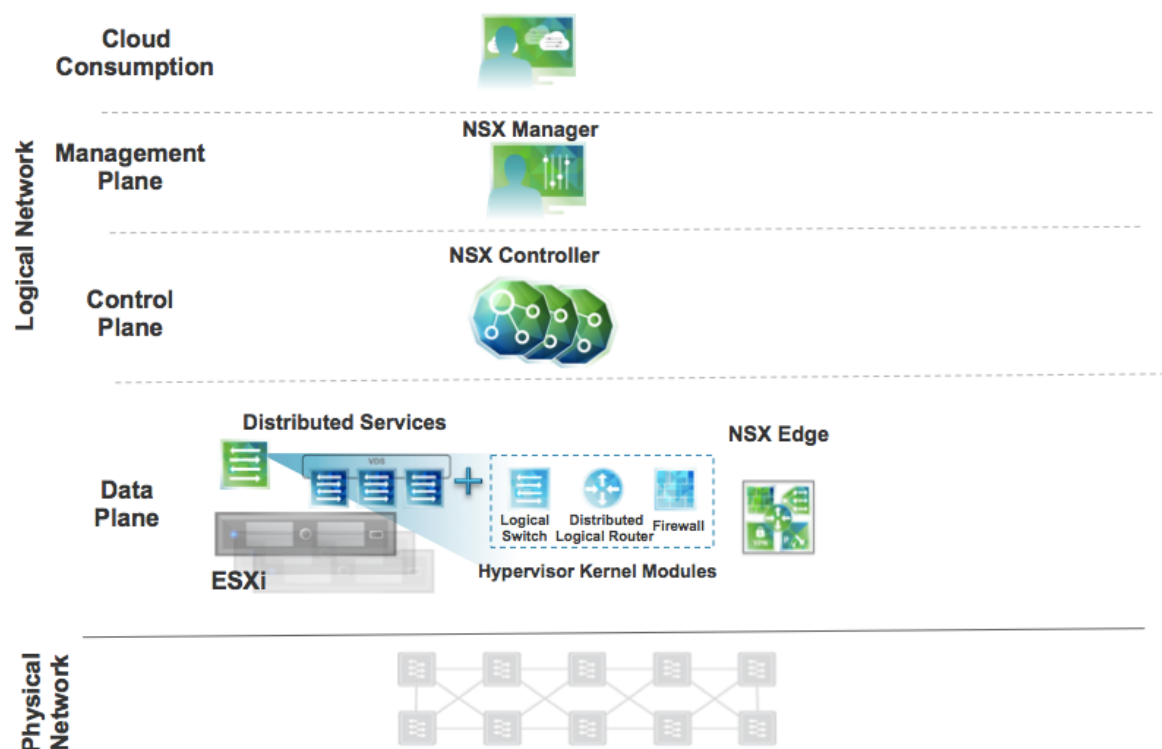 Cloud
Consumption
Logical Network
NSX Manager
Management
Plane
NSX Controller
Control
Plane
Distributed Services
NSX Edge
VDS
Data
Plane
Logical
Switch
Distributed
Logical Router
Firewall
VPN
ESXi
Hypervisor Kernel Modules
Physical
Network